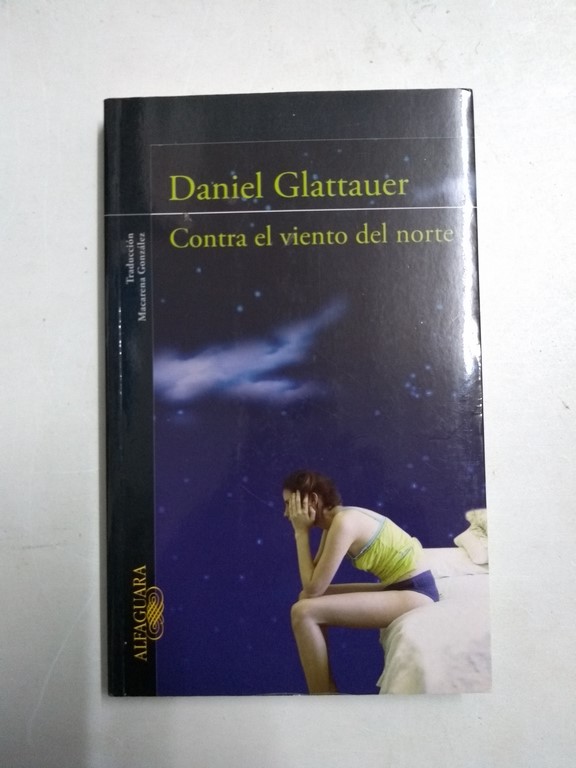 Daniel Glattauer
Contra el viento del norte
Traducción
Macarena González
ALFAGUARA